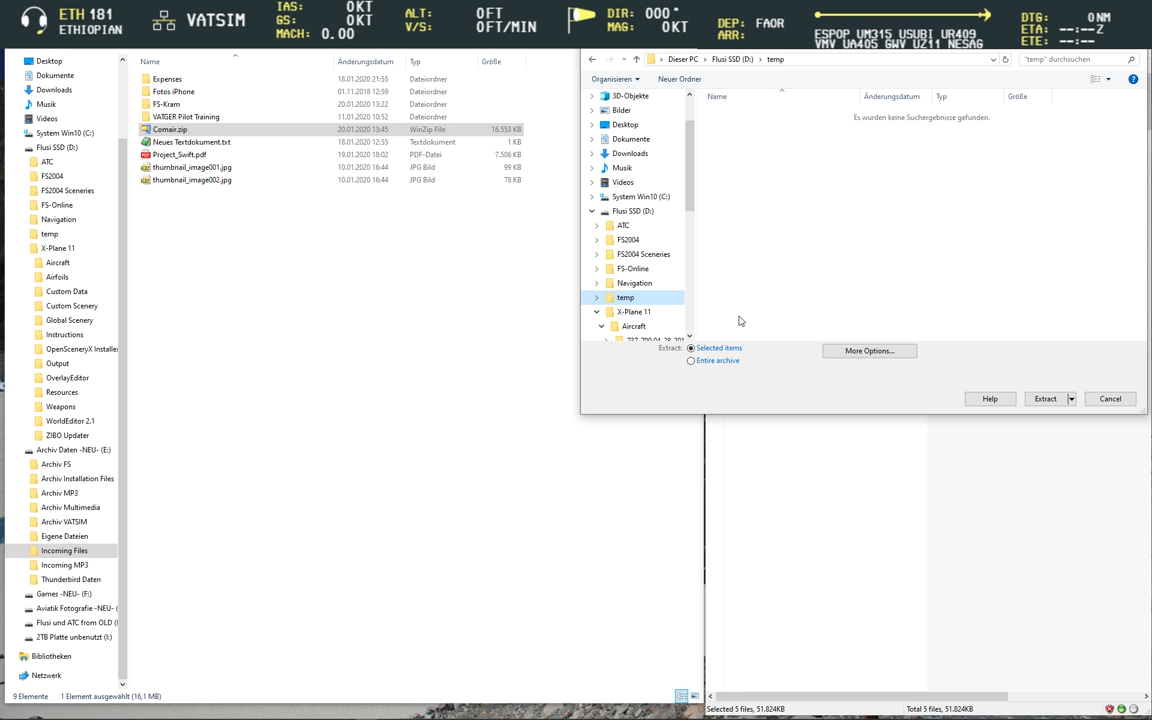 ETH 181
ETHIOPIAN
VATSIM
IAS: 0KT
GS: 0KT
MACH: 0.00
ALT: 0FT
V/S: 0FT/MIN
DIR: 000°
MAG: 0KT
DEP: FAOR
ARR:
ESPOP UM315 USUBI UR409
VMV UA405 GWV UZ11 NESAG
DTG: 0NM
ETA: --:--Z
ETE: --:--
Desktop
Dokumente
Downloads
Musik
Videos
System Win10 (C:)
Flusi SSD (D:)
ATC
FS2004
FS2004 Sceneries
FS-Online
Navigation
temp
X-Plane 11
Aircraft
Airfoils
Custom Data
Custom Scenery
Global Scenery
Instructions
OpenSceneryX Installer
Output
OverlayEditor
Resources
Weapons
WorldEditor 2.1
ZIBO Updater
Archiv Daten -NEU- (E:)
Archiv FS
Archiv Installation Files
Archiv MP3
Archiv Multimedia
Archiv VATSIM
Eigene Dateien
Incoming Files
Incoming MP3
Thunderbird Daten
Games -NEU- (F:)
Aviatik Fotografie -NEU- (
Flusi und ATC from OLD (
2TB Platte unbenutzt (I:)
Bibliotheken
Netzwerk
Name Änderungsdatum Typ Größe
Expenses 18.01.2020 21:55 Dateiordner
Fotos iPhone 01.11.2018 12:59 Dateiordner
FS-Kram 20.01.2020 13:22 Dateiordner
VATGER Pilot Training 11.01.2020 10:52 Dateiordner
Comair.zip 20.01.2020 13:45 WinZip File 16.553 KB
Neues Textdokument.txt 18.01.2020 12:55 Textdokument 1 KB
Project_Swift.pdf 19.01.2020 18:02 PDF-Datei 7.506 KB
thumbnail_image001.jpg 10.01.2020 16:44 JPG Bild 99 KB
thumbnail_image002.jpg 10.01.2020 16:44 JPG Bild 78 KB
9 Elemente 1 Element ausgewählt (16,1 MB)
Dieser PC > Flusi SSD (D:) > temp
"temp" durchsuchen
Organisieren Neuer Ordner
3D-Objekte
Bilder
Desktop
Dokumente
Downloads
Musik
Videos
System Win10 (C:)
Flusi SSD (D:)
ATC
FS2004
FS2004 Sceneries
FS-Online
Navigation
temp
X-Plane 11
Aircraft
Name Änderungsdatum Typ Größe
Es wurden keine Suchergebnisse gefunden.
Extract: Selected items
Entire archive
More Options...
Help Extract Cancel
Selected 5 files, 51.824KB Total 5 files, 51.824KB